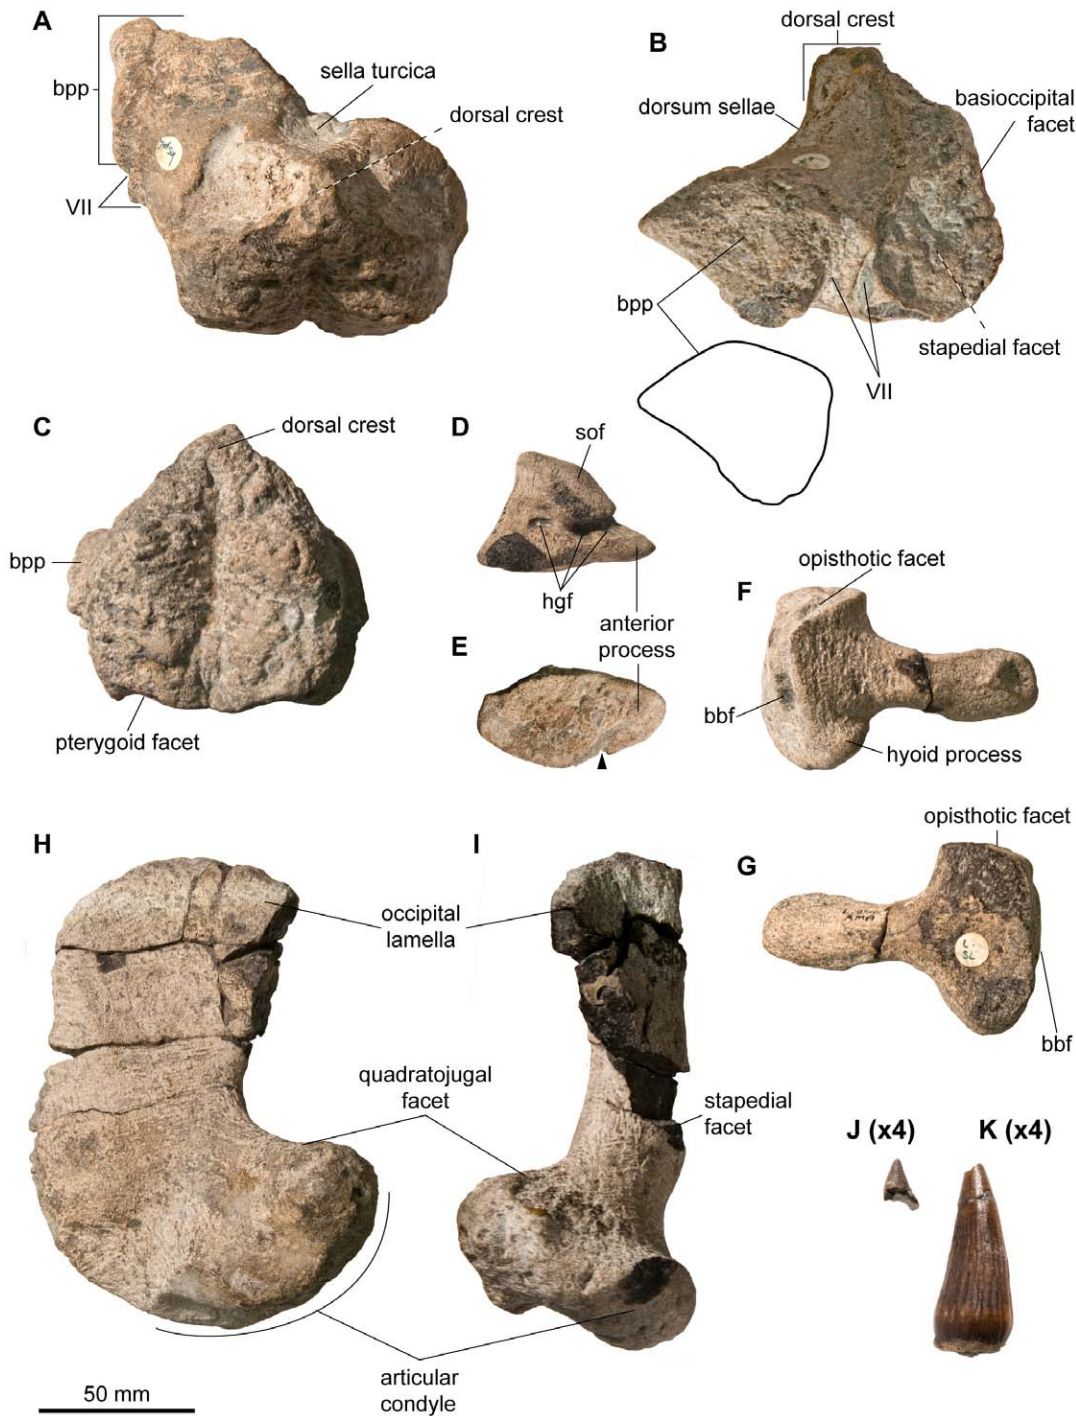 A
bpp
sella turcica
dorsal crest
VII
B
dorsal crest
dorsum sellae
basioccipital
facet
bpp
stapedial facet
VII
C
dorsal crest
bpp
pterygoid facet
D
sof
hgf
anterior
process
E
F
opisthotic facet
bbf
hyoid process
G
opisthotic facet
bbf
H
I
occipital
lamella
quadratojugal
facet
stapedial
facet
articular
condyle
50 mm
J (x4)
K (x4)